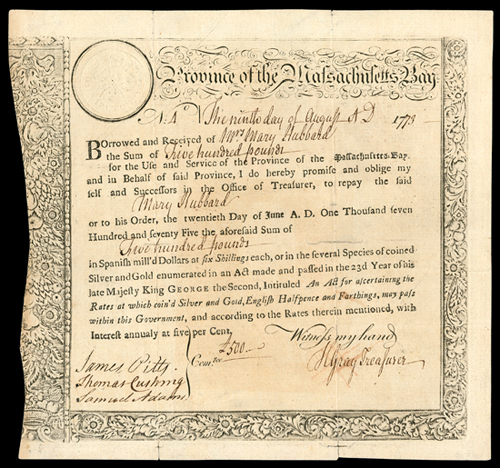 Province of the Massachusetts Bay
The ninth day of August A D 1773
BOrrowed and Received of Mrs Mary Hubbard
the Sum of Five hundred pounds
for the Use and Service of the Province of the Massachusetts-Bay.
and in Behalf of said Province, I do hereby promise and oblige my
self and Successors in the Office of Treasurer, to repay the said
Mary Hubbard
or to his Order, the twentieth Day of June A. D. One Thousand seven
Hundred and seventy Five the aforesaid Sum of
Five hundred pounds
in Spanish mill'd Dollars at six Shillings each, or in the several Species of coined
Silver and Gold enumerated in an Act made and passed in the 23d Year of his
late Majesty King GEORGE the Second, Intituled An Act for ascertaining the
Rates at which coin'd Silver and Gold, English Halfpence and Farthings, may pass
within this Government, and according to the Rates therein mentioned, with
Interest annualy at five per Cent,
Witness my hand
£500
James Pitts
Thomas Cushing
Samuel Adams
Comtee
HGray Treasurer